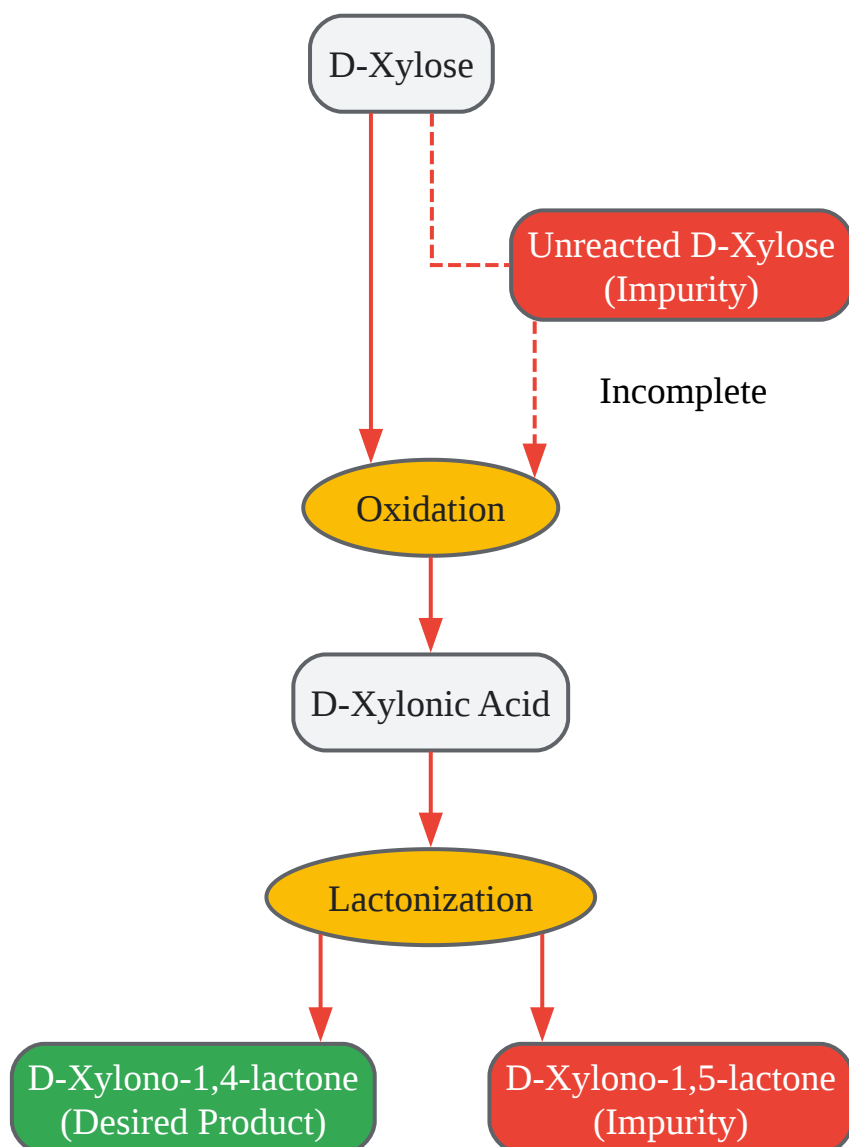 D-Xylose
Unreacted D-Xylose
(Impurity)
Incomplete
Oxidation
D-Xylonic Acid
Lactonization
D-Xylono-1,4-lactone
(Desired Product)
D-Xylono-1,5-lactone
(Impurity)